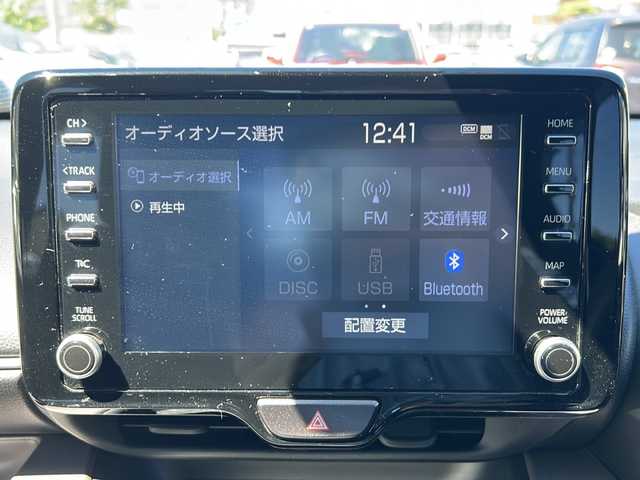 CH>
<TRACK
PHONE
T/C
TUNE
SCROLL
オーディオソース選択
12:41
DCM
DCM
オーディオ選択
再生中
AM
FM
交通情報
DISC
USB
Bluetooth
配置変更
HOME
MENU
AUDIO
MAP
POWER
VOLUME